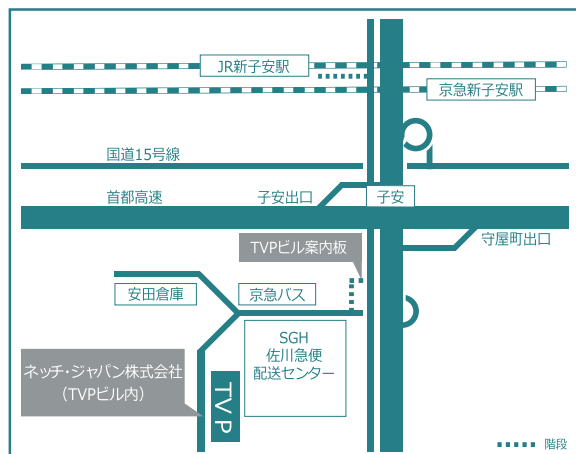 JR新子安駅
京急新子安駅
国道15号線
首都高速
子安出口
子安
TVPビル案内板
守屋町出口
安田倉庫
京急バス
SGH
佐川急便
配送センター
ネッチ・ジャパン株式会社
（TVPビル内）
TVP
階段